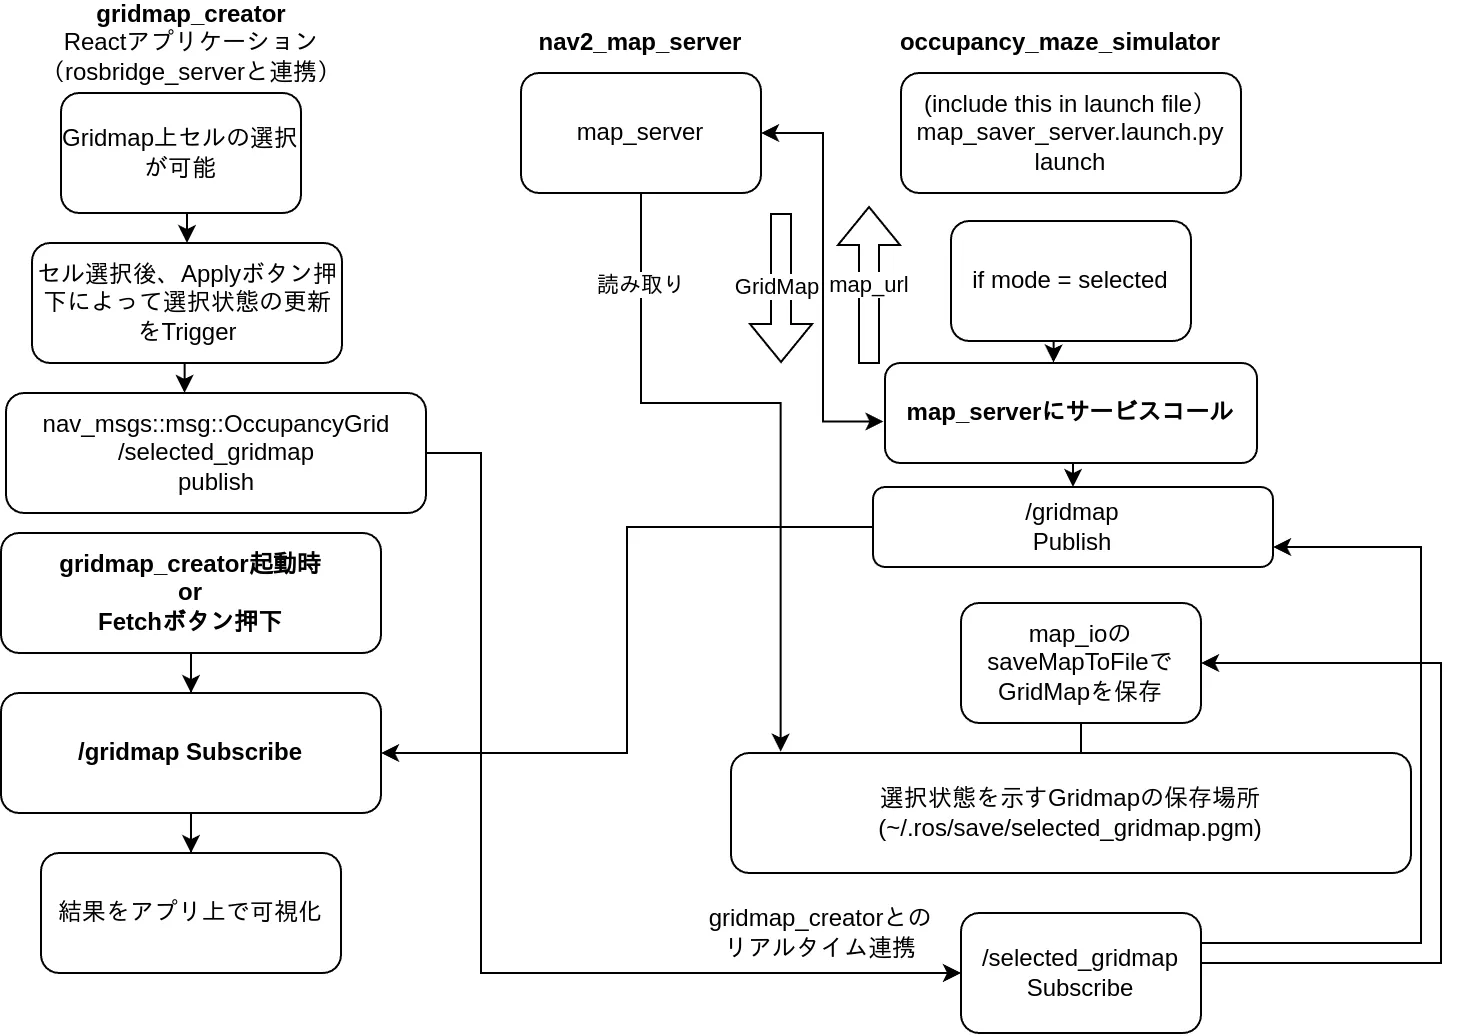 gridmap_creator
Reactアプリケーション
（rosbridge_serverと連携）
Gridmap上セルの選択
が可能
セル選択後、Applyボタン押
下によって選択状態の更新
をTrigger
nav_msgs::msg::OccupancyGrid
/selected_gridmap
publish
gridmap_creator起動時
or
Fetchボタン押下
/gridmap Subscribe
結果をアプリ上で可視化
nav2_map_server
map_server
読み取り
GridMap
map_url
occupancy_maze_simulator
(include this in launch file）
map_saver_server.launch.py
launch
if mode = selected
map_serverにサービスコール
/gridmap
Publish
map_ioの
saveMapToFileで
GridMapを保存
選択状態を示すGridmapの保存場所
(~/.ros/save/selected_gridmap.pgm)
gridmap_creatorとの
リアルタイム連携
/selected_gridmap
Subscribe